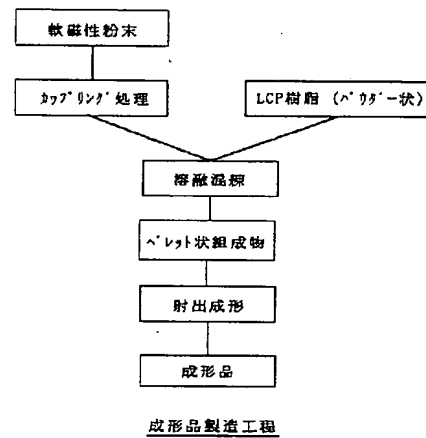 軟磁性粉末
ｶｯﾌﾟﾘﾝｸﾞ処理
LCP樹脂 (ﾊﾟｳﾀﾞｰ状)
溶融混練
ﾍﾟﾚｯﾄ状組成物
射出成形
成形品
成形品製造工程